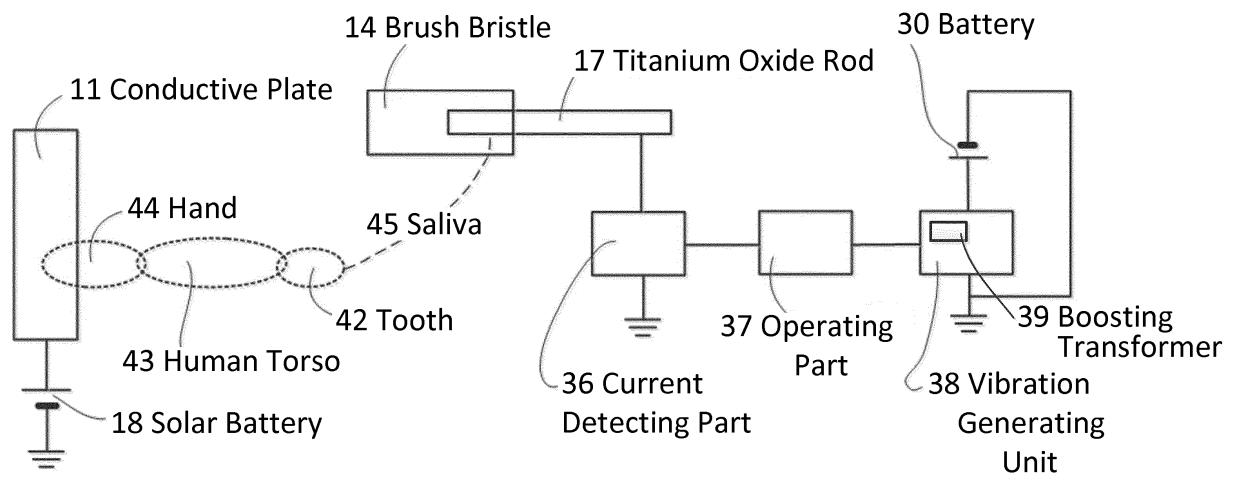 30 Battery
14 Brush Bristle
17 Titanium Oxide Rod
11 Conductive Plate
44 Hand
45 Saliva
42 Tooth
43 Human Torso
18 Solar Battery
37 Operating
Part
39 Boosting
Transformer
36 Current
Detecting Part
38 Vibration
Generating
Unit